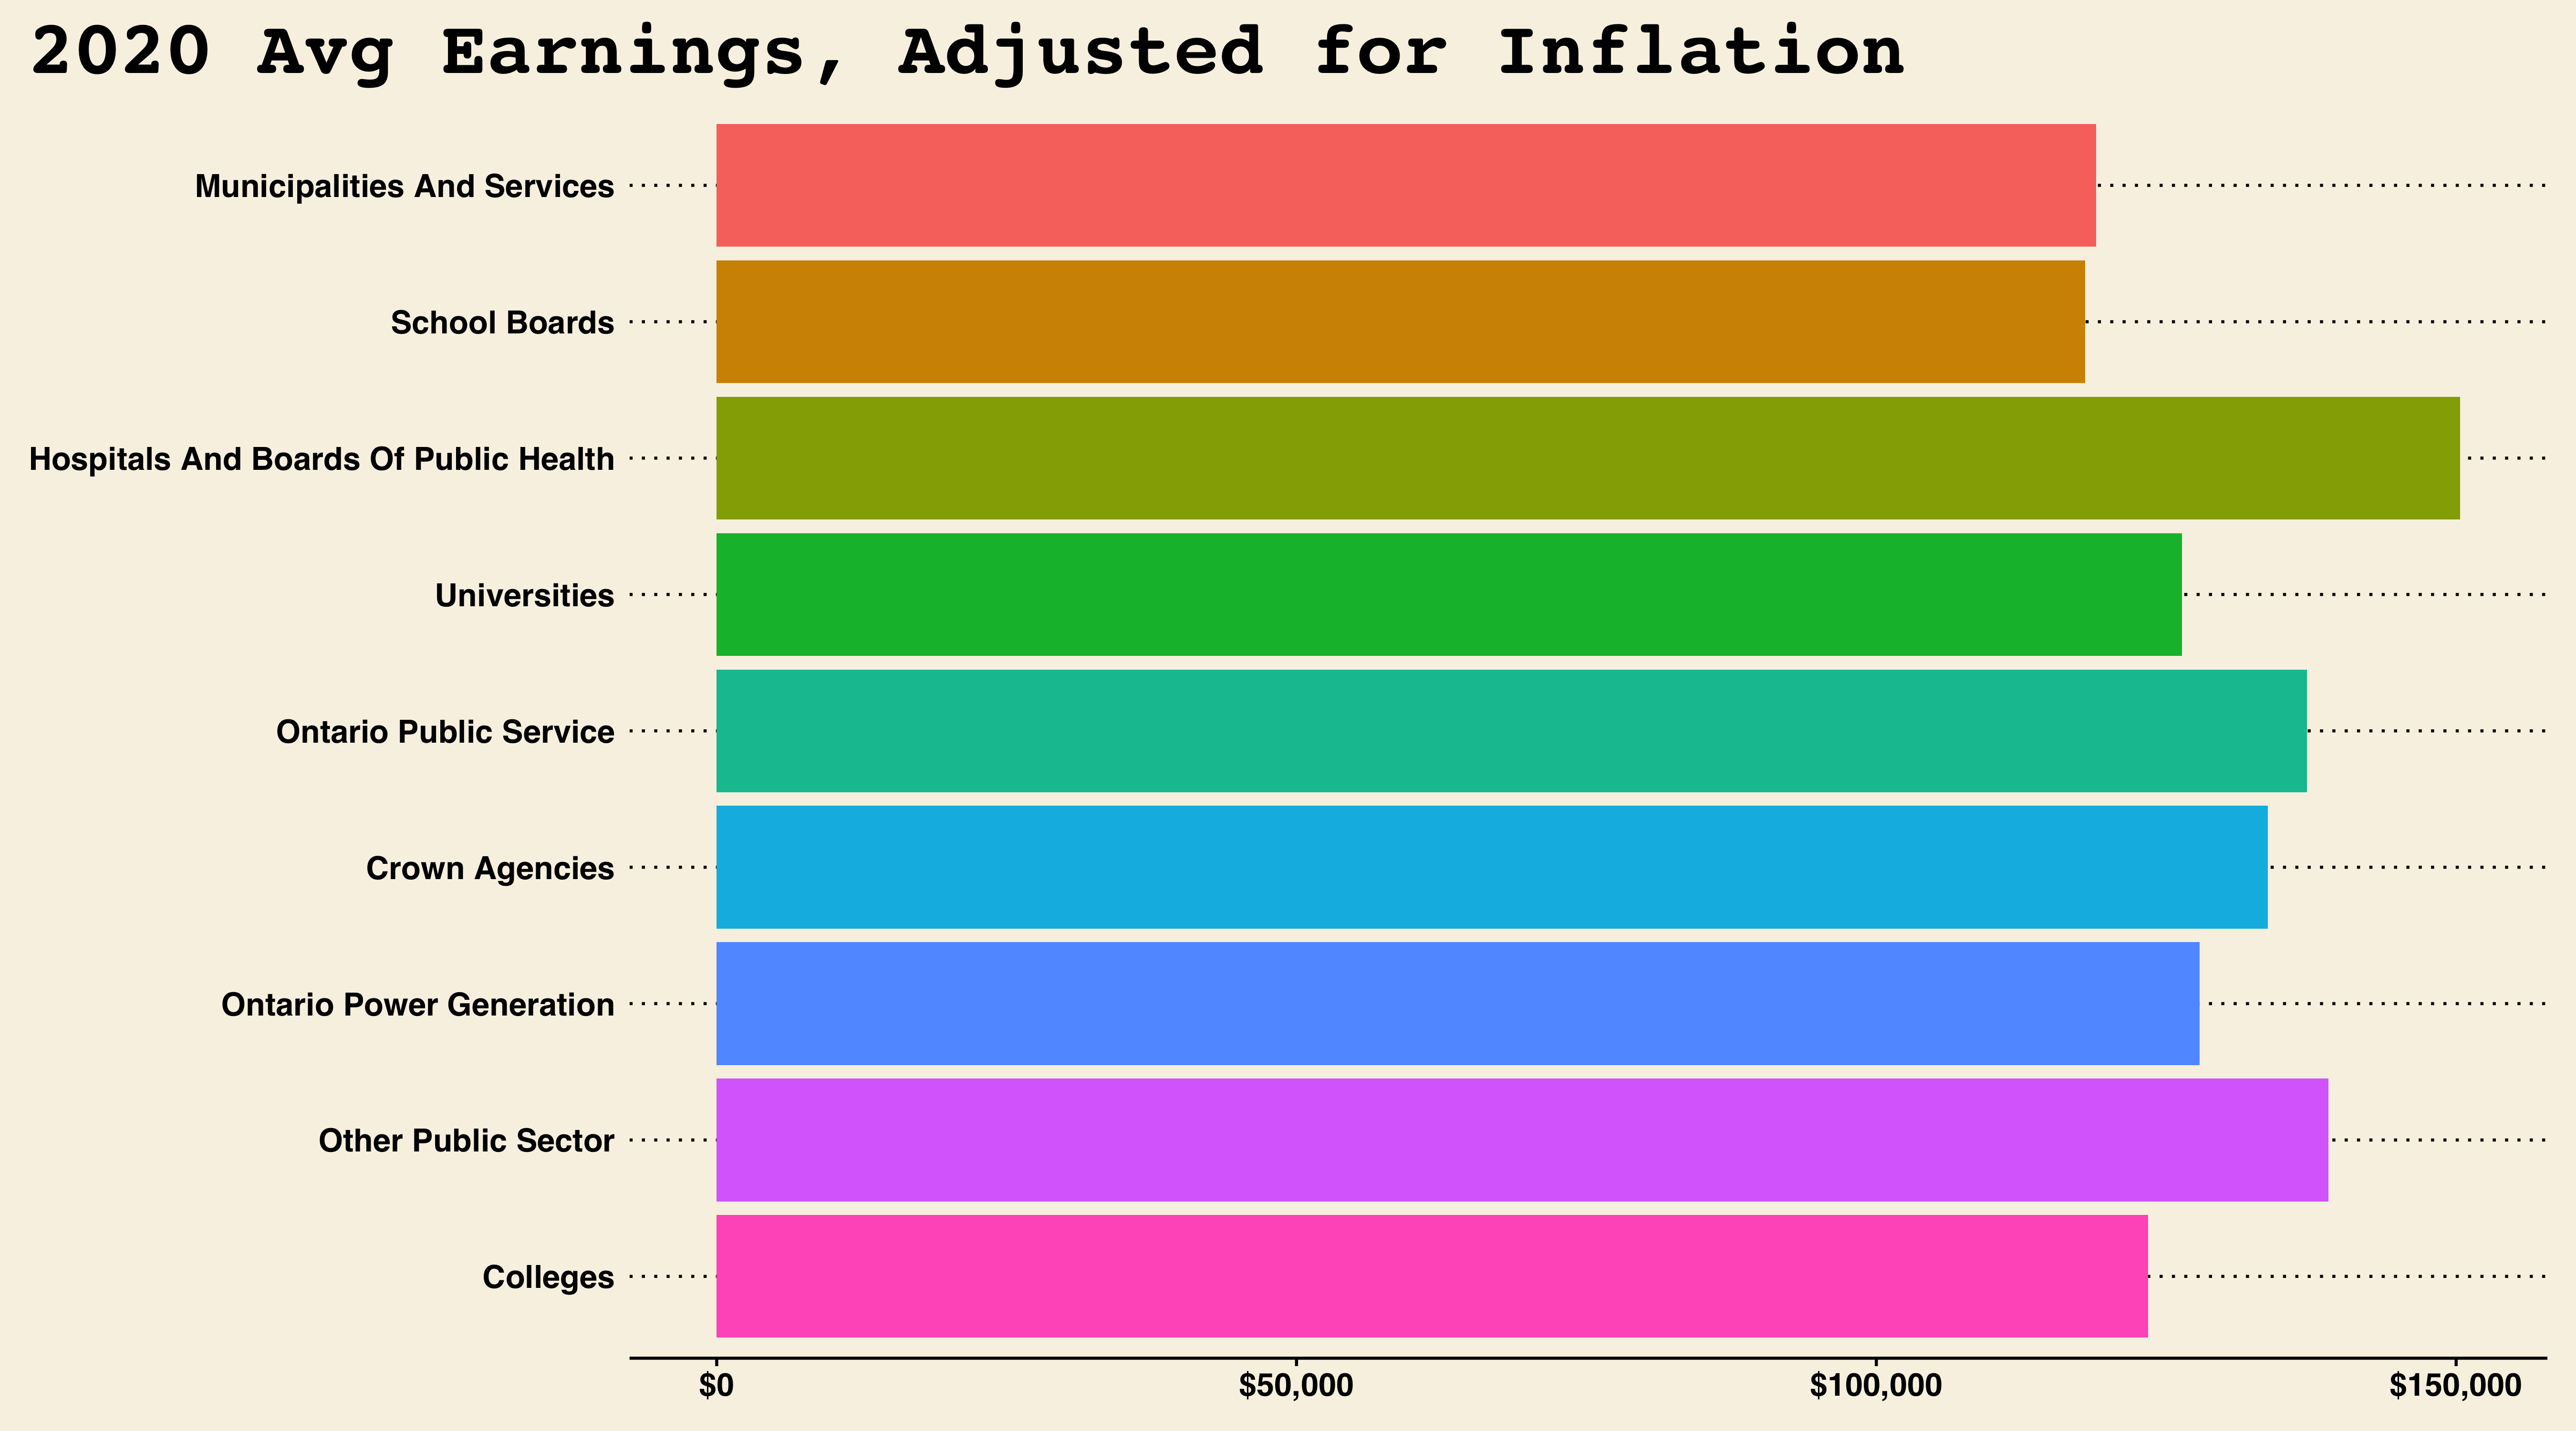 2020 Avg Earnings, Adjusted for Inflation
Municipalities And Services
School Boards
Hospitals And Boards Of Public Health
Universities
Ontario Public Service
Crown Agencies
Ontario Power Generation
Other Public Sector
Colleges
$0 $50,000 $100,000 $150,000